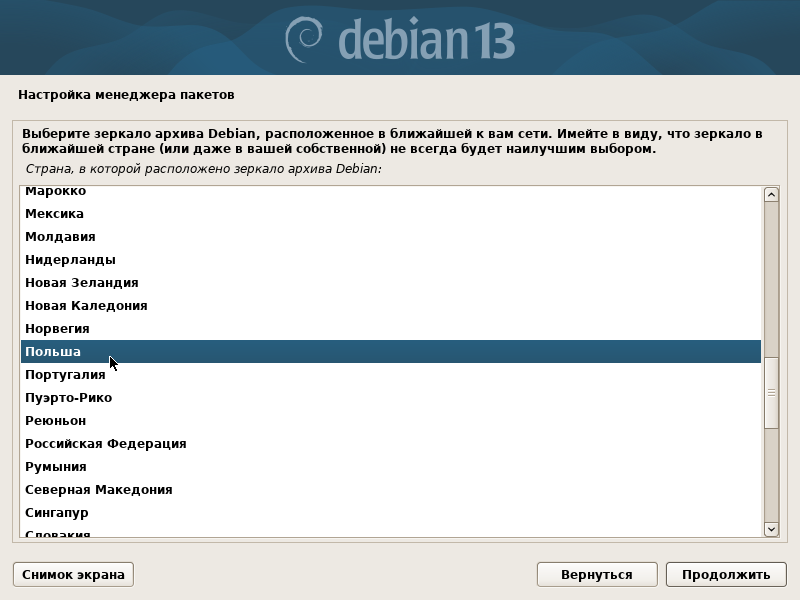 debian 13
Настройка менеджера пакетов
Выберите зеркало архива Debian, расположенное в ближайшей к вам сети. Имейте в виду, что зеркало в
ближайшей стране (или даже в вашей собственной) не всегда будет наилучшим выбором.
Страна, в которой расположено зеркало архива Debian:
Марокко
Мексика
Молдавия
Нидерланды
Новая Зеландия
Новая Каледония
Норвегия
Польша
Португалия
Пуэрто-Рико
Реюньон
Российская Федерация
Румыния
Северная Македония
Сингапур
Словакия
Снимок экрана
Вернуться
Продолжить